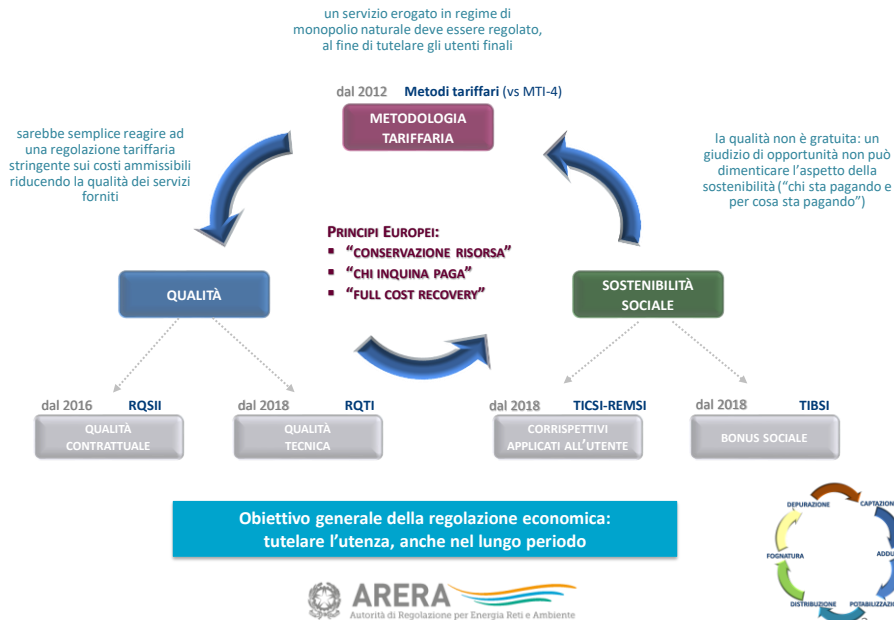 un servizio erogato in regime di
monopolio naturale deve essere regolato,
al fine di tutelare gli utenti finali
dal 2012 Metodi tariffari (vs MTI-4)
METODOLOGIA
TARIFFARIA
sarebbe semplice reagire ad
una regolazione tariffaria
stringente sui costi ammissibili
riducendo la qualità dei servizi
forniti
la qualità non è gratuita: un
giudizio di opportunità non può
dimenticare l'aspetto della
sostenibilità ("chi sta pagando e
per cosa sta pagando")
PRINCIPI EUROPEI:
▪ "CONSERVAZIONE RISORSA"
▪ "CHI INQUINA PAGA"
▪ "FULL COST RECOVERY"
QUALITÀ
SOSTENIBILITÀ
SOCIALE
dal 2016 RQSII
QUALITÀ
CONTRATTUALE
dal 2018 RQTI
QUALITÀ
TECNICA
dal 2018 TICSI-REMSI
CORRISPETTIVI
APPLICATI ALL'UTENTE
dal 2018 TIBSI
BONUS SOCIALE
Obiettivo generale della regolazione economica:
tutelare l'utenza, anche nel lungo periodo
DEPURAZIONE
CAPTAZION
FOGNATURA
ADDU
DISTRIBUZIONE
POTABILIZZAZIO
ARERA
Autorità di Regolazione per Energia Reti e Ambiente